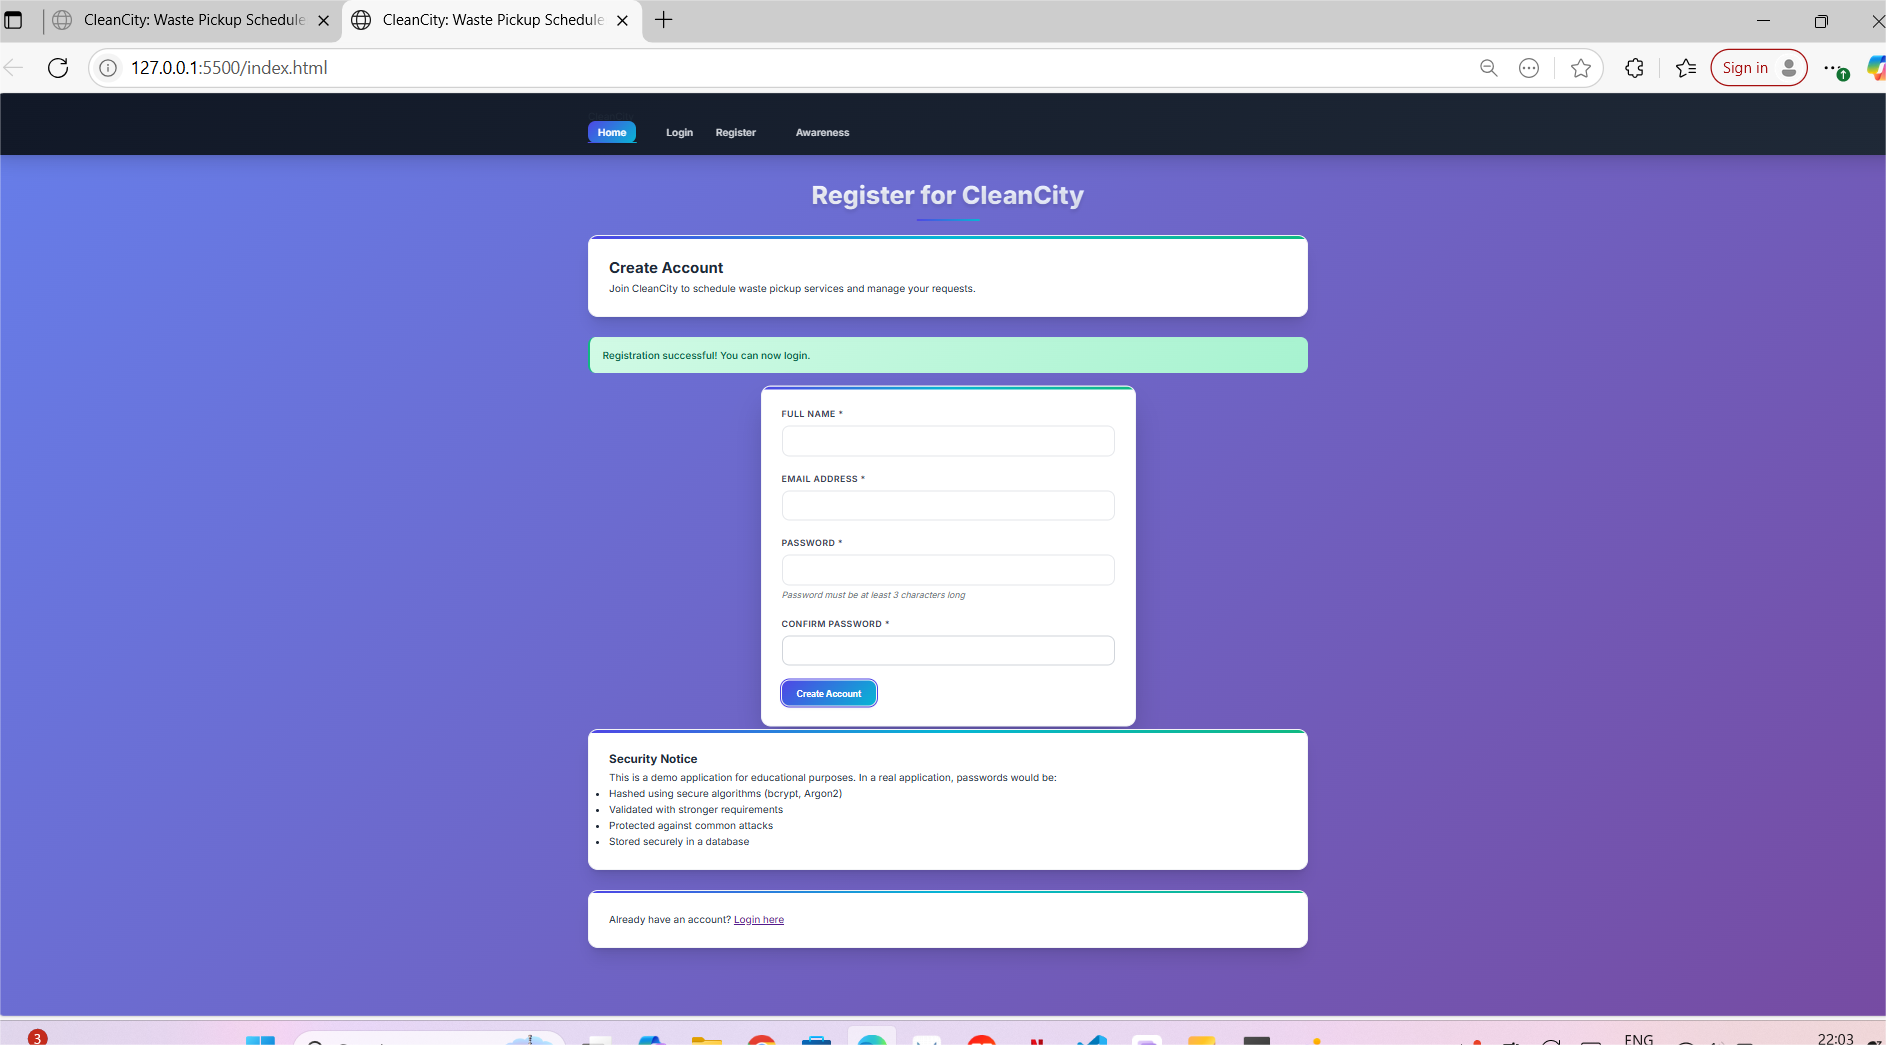 CleanCity: Waste Pickup Schedule
CleanCity: Waste Pickup Schedule
127.0.0.1:5500/index.html
Sign in
Home
Login
Register
Awareness
Register for CleanCity
Create Account
Join CleanCity to schedule waste pickup services and manage your requests.
Registration successful! You can now login.
FULL NAME *
EMAIL ADDRESS *
PASSWORD *
Password must be at least 3 characters long
CONFIRM PASSWORD *
Create Account
Security Notice
This is a demo application for educational purposes. In a real application, passwords would be:
• Hashed using secure algorithms (bcrypt, Argon2)
• Validated with stronger requirements
• Protected against common attacks
• Stored securely in a database
Already have an account? Login here
3
ENG
22:03